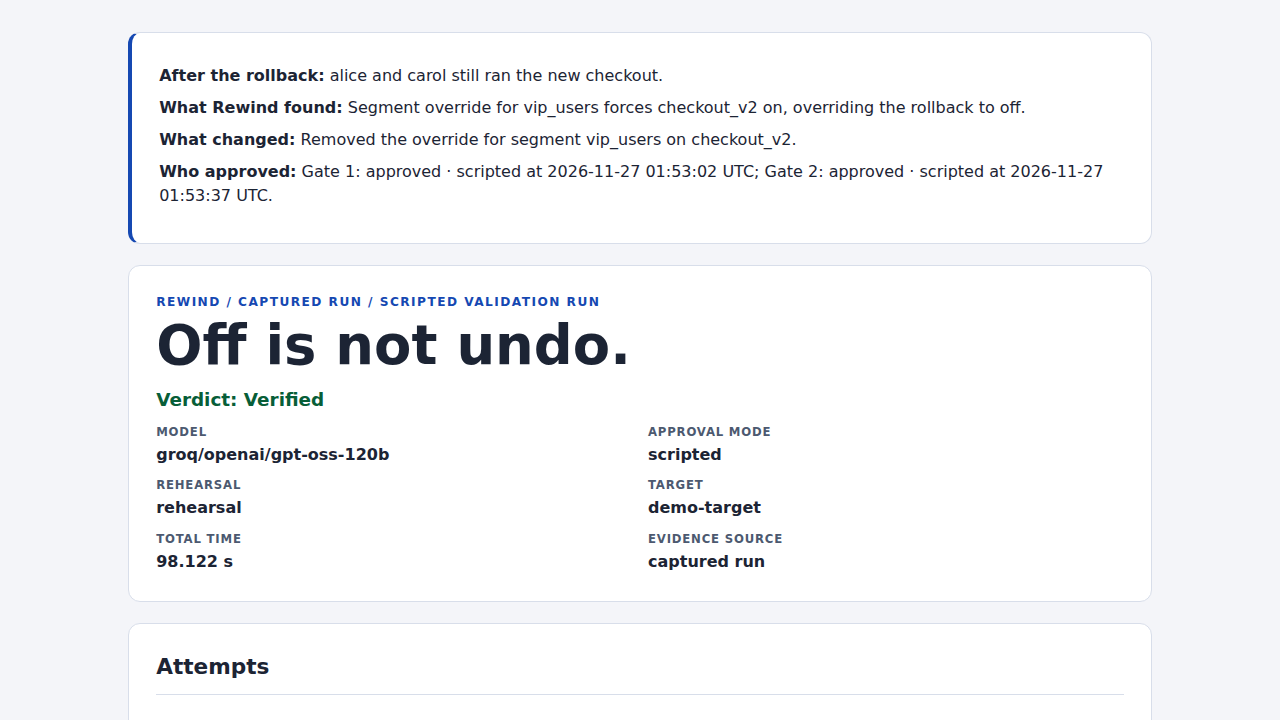 After the rollback: alice and carol still ran the new checkout.
What Rewind found: Segment override for vip_users forces checkout_v2 on, overriding the rollback to off.
What changed: Removed the override for segment vip_users on checkout_v2.
Who approved: Gate 1: approved · scripted at 2026-11-27 01:53:02 UTC; Gate 2: approved · scripted at 2026-11-27
01:53:37 UTC.
REWIND / CAPTURED RUN / SCRIPTED VALIDATION RUN
Off is not undo.
Verdict: Verified
MODEL
groq/openai/gpt-oss-120b
APPROVAL MODE
scripted
REHEARSAL
rehearsal
TARGET
demo-target
TOTAL TIME
98.122 s
EVIDENCE SOURCE
captured run
Attempts